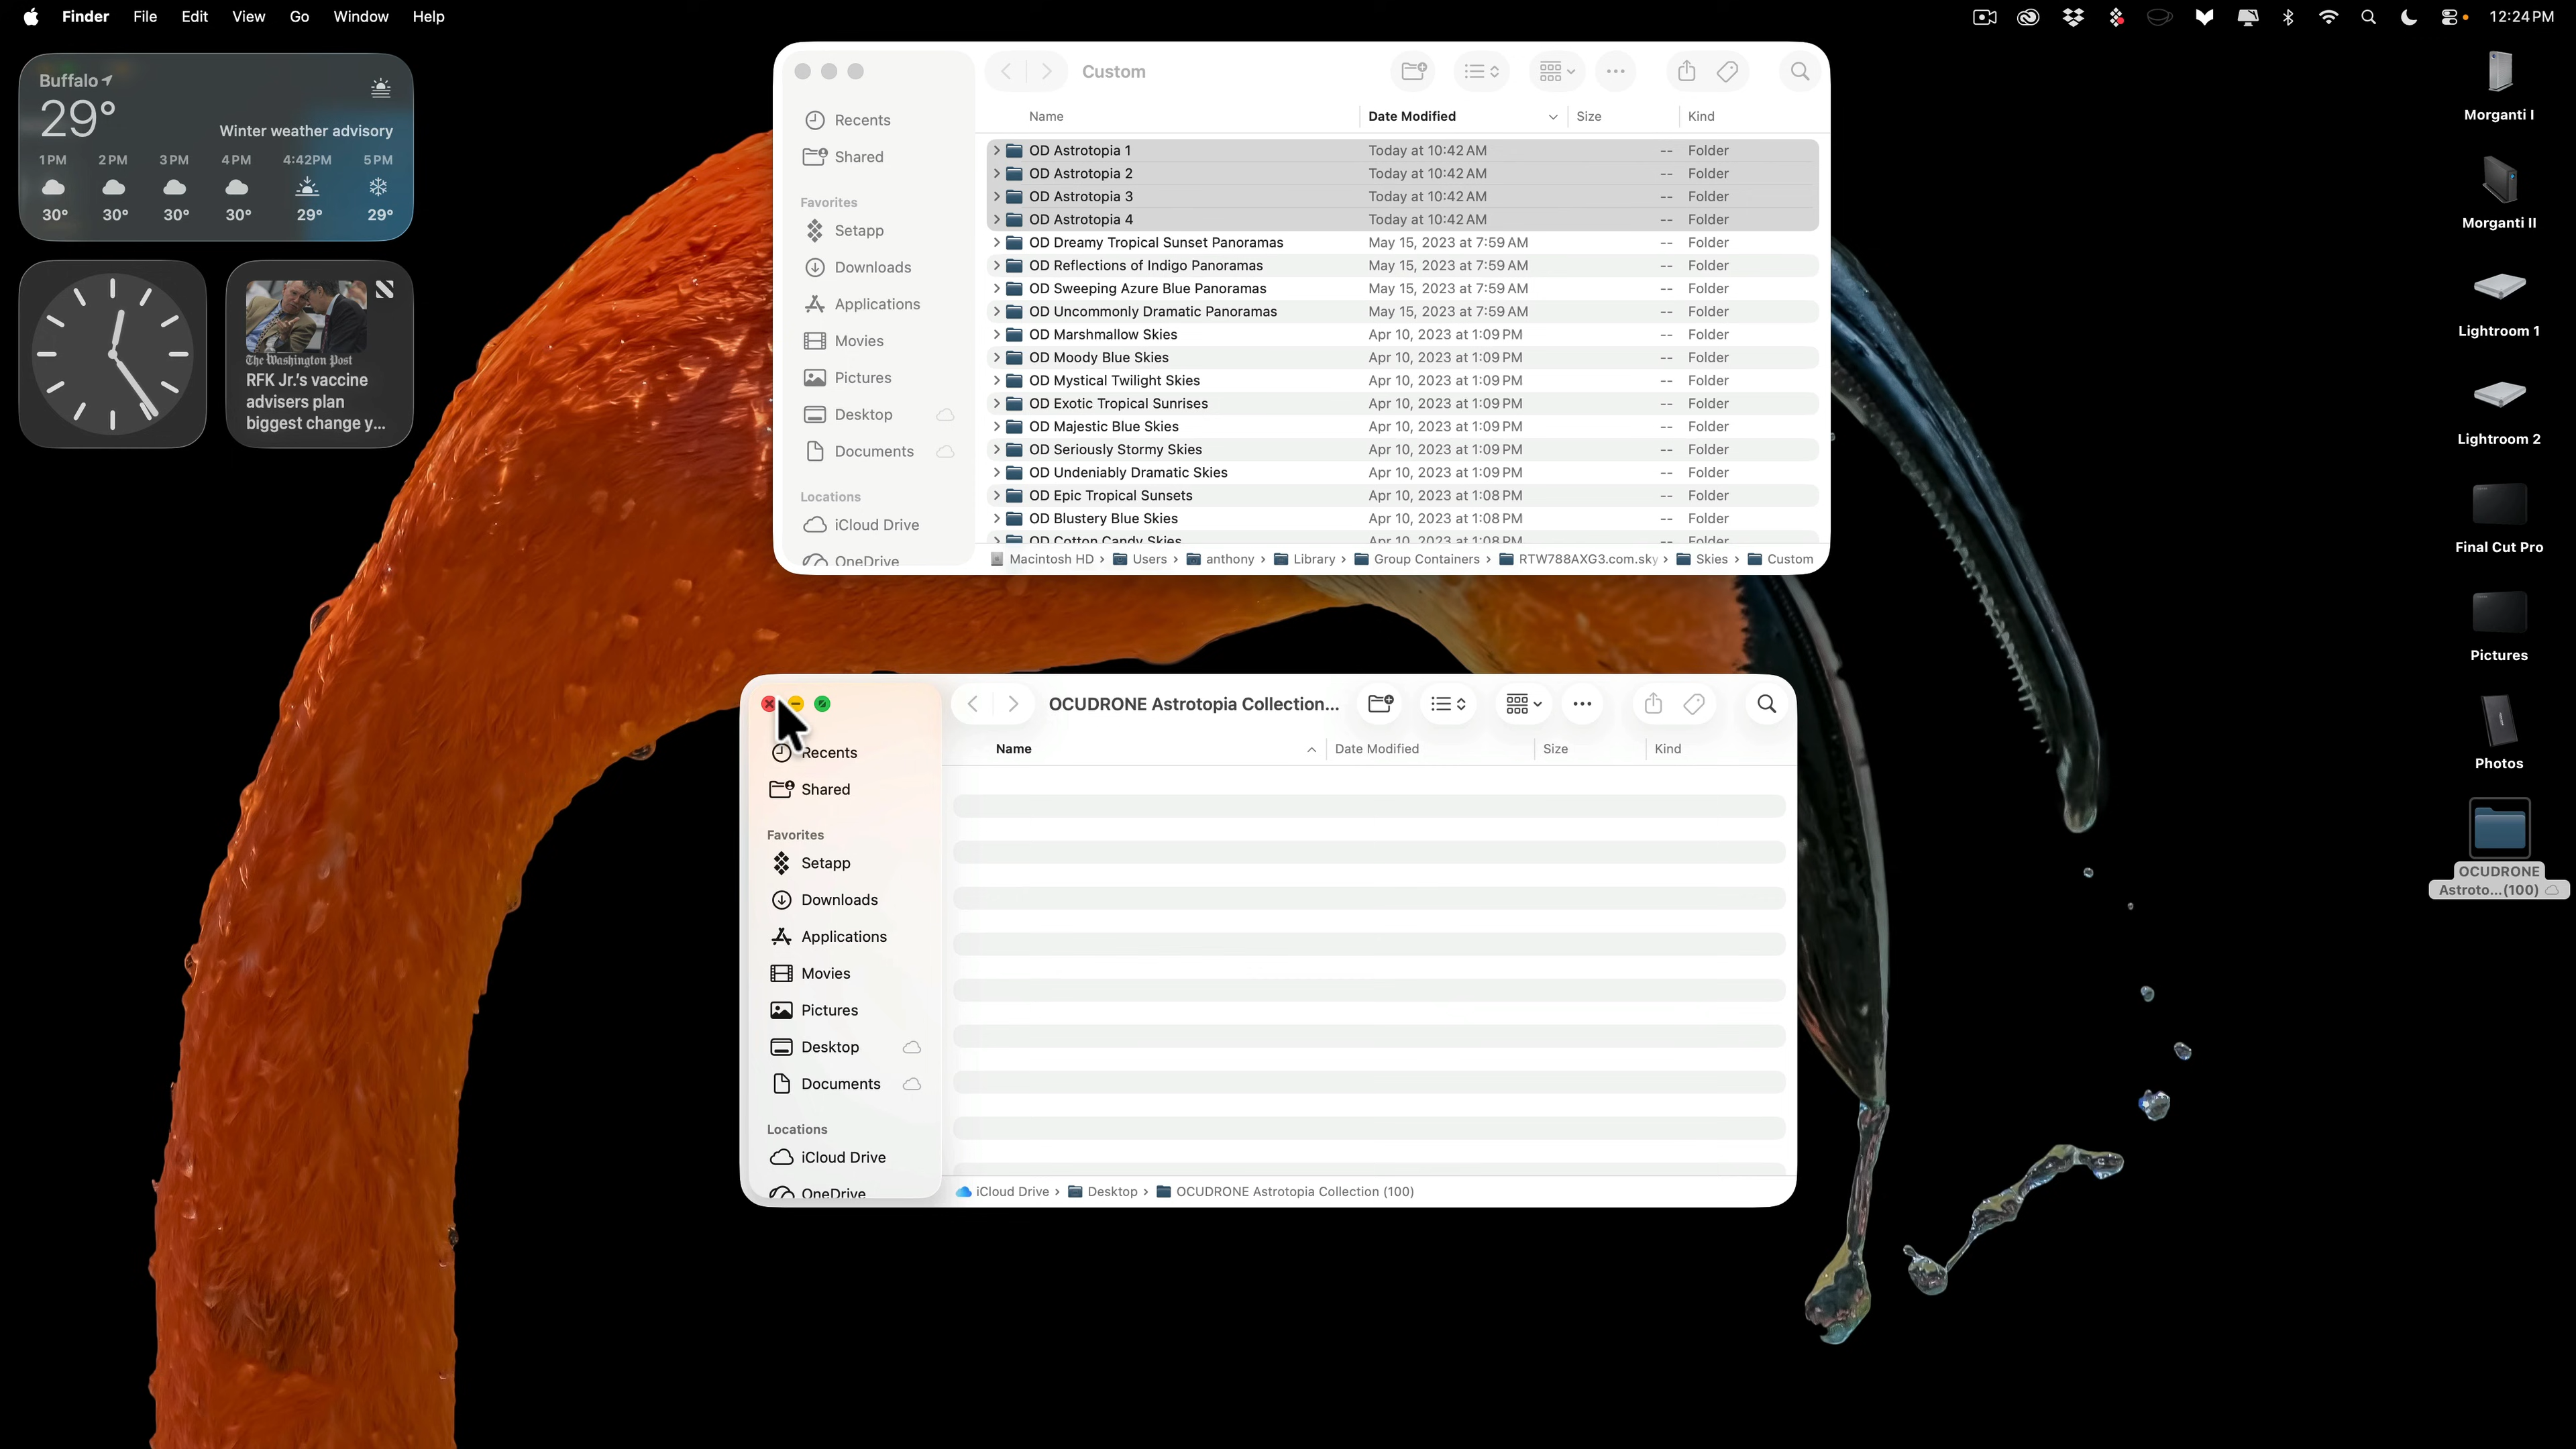 Finder File Edit View Go Window Help
12:24 PM
Buffalo
29°
Winter weather advisory
1 PM 2 PM 3 PM 4 PM 4:42PM 5 PM
30° 30° 30° 30° 29° 29°
The Washington Post
RFK Jr.'s vaccine
advisers plan
biggest change y...
Custom
Recents
Shared
Favorites
Setapp
Downloads
Applications
Movies
Pictures
Desktop
Documents
Locations
iCloud Drive
OneDrive
Name Date Modified Size Kind
OD Astrotopia 1 Today at 10:42 AM -- Folder
OD Astrotopia 2 Today at 10:42 AM -- Folder
OD Astrotopia 3 Today at 10:42 AM -- Folder
OD Astrotopia 4 Today at 10:42 AM -- Folder
OD Dreamy Tropical Sunset Panoramas May 15, 2023 at 7:59 AM -- Folder
OD Reflections of Indigo Panoramas May 15, 2023 at 7:59 AM -- Folder
OD Sweeping Azure Blue Panoramas May 15, 2023 at 7:59 AM -- Folder
OD Uncommonly Dramatic Panoramas May 15, 2023 at 7:59 AM -- Folder
OD Marshmallow Skies Apr 10, 2023 at 1:09 PM -- Folder
OD Moody Blue Skies Apr 10, 2023 at 1:09 PM -- Folder
OD Mystical Twilight Skies Apr 10, 2023 at 1:09 PM -- Folder
OD Exotic Tropical Sunrises Apr 10, 2023 at 1:09 PM -- Folder
OD Majestic Blue Skies Apr 10, 2023 at 1:09 PM -- Folder
OD Seriously Stormy Skies Apr 10, 2023 at 1:09 PM -- Folder
OD Undeniably Dramatic Skies Apr 10, 2023 at 1:09 PM -- Folder
OD Epic Tropical Sunsets Apr 10, 2023 at 1:08 PM -- Folder
OD Blustery Blue Skies Apr 10, 2023 at 1:08 PM -- Folder
OD Cotton Candy Skies Apr 10, 2023 at 1:08 PM -- Folder
Macintosh HD › Users › anthony › Library › Group Containers › RTW788AXG3.com.sky › Skies › Custom
OCUDRONE Astrotopia Collection...
Recents
Shared
Favorites
Setapp
Downloads
Applications
Movies
Pictures
Desktop
Documents
Locations
iCloud Drive
OneDrive
Name Date Modified Size Kind
iCloud Drive › Desktop › OCUDRONE Astrotopia Collection (100)
Morganti I
Morganti II
Lightroom 1
Lightroom 2
Final Cut Pro
Pictures
Photos
OCUDRONE
Astroto...(100)